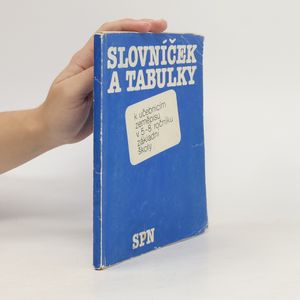 SLOVNÍČEK
A TABULKY
k učebnicím
zeměpisu
v 5-8. ročníku
základní
školy
SPN